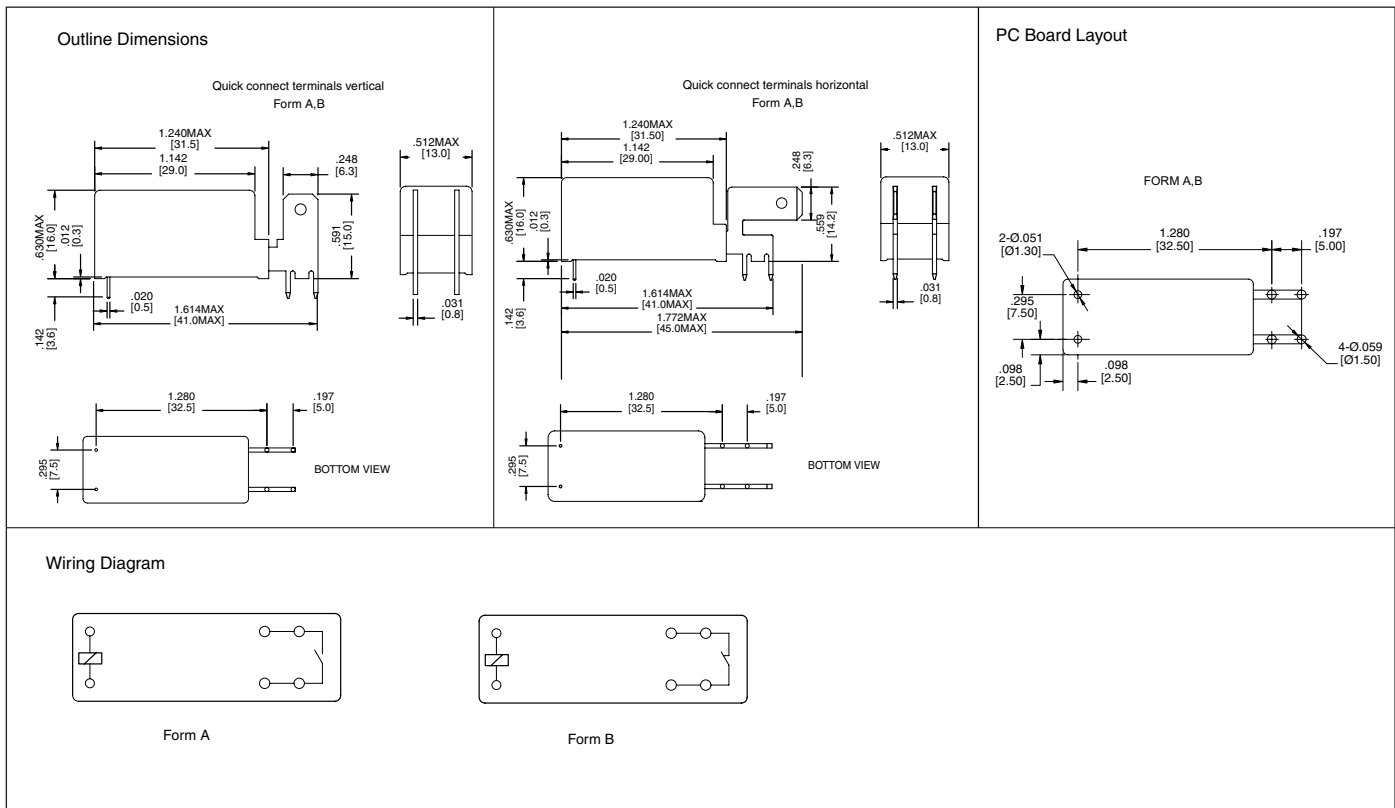 Outline Dimensions
Quick connect terminals vertical
Form A,B
1.240MAX
[31.5]
1.142
[29.0]
.248
[6.3]
.512MAX
[13.0]
.630MAX
[16.0]
.012
[0.3]
.591
[15.0]
.020
[0.5]
.142
[3.6]
1.614MAX
[41.0MAX]
.031
[0.8]
1.280
[32.5]
.197
[5.0]
.295
[7.5]
BOTTOM VIEW
Quick connect terminals horizontal
Form A,B
1.240MAX
[31.50]
1.142
[29.00]
.248
[6.3]
.512MAX
[13.0]
.630MAX
[16.0]
.012
[0.3]
.559
[14.2]
.020
[0.5]
.142
[3.6]
1.614MAX
[41.0MAX]
1.772MAX
[45.0MAX]
.031
[0.8]
1.280
[32.5]
.197
[5.0]
.295
[7.5]
BOTTOM VIEW
PC Board Layout
FORM A,B
2-Ø.051
[Ø1.30]
1.280
[32.50]
.197
[5.00]
.295
[7.50]
.098
[2.50]
.098
[2.50]
4-Ø.059
[Ø1.50]
Wiring Diagram
Form A
Form B